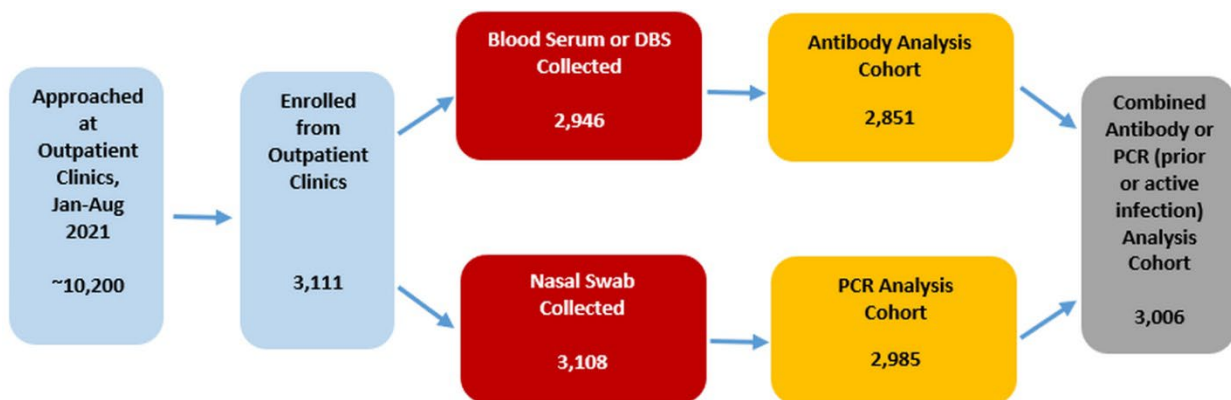 Approached
at
Outpatient
Clinics,
Jan-Aug
2021
~10,200
Enrolled
from
Outpatient
Clinics
3,111
Blood Serum or DBS
Collected
2,946
Antibody Analysis
Cohort
2,851
Nasal Swab
Collected
3,108
PCR Analysis
Cohort
2,985
Combined
Antibody or
PCR (prior
or active
infection)
Analysis
Cohort
3,006